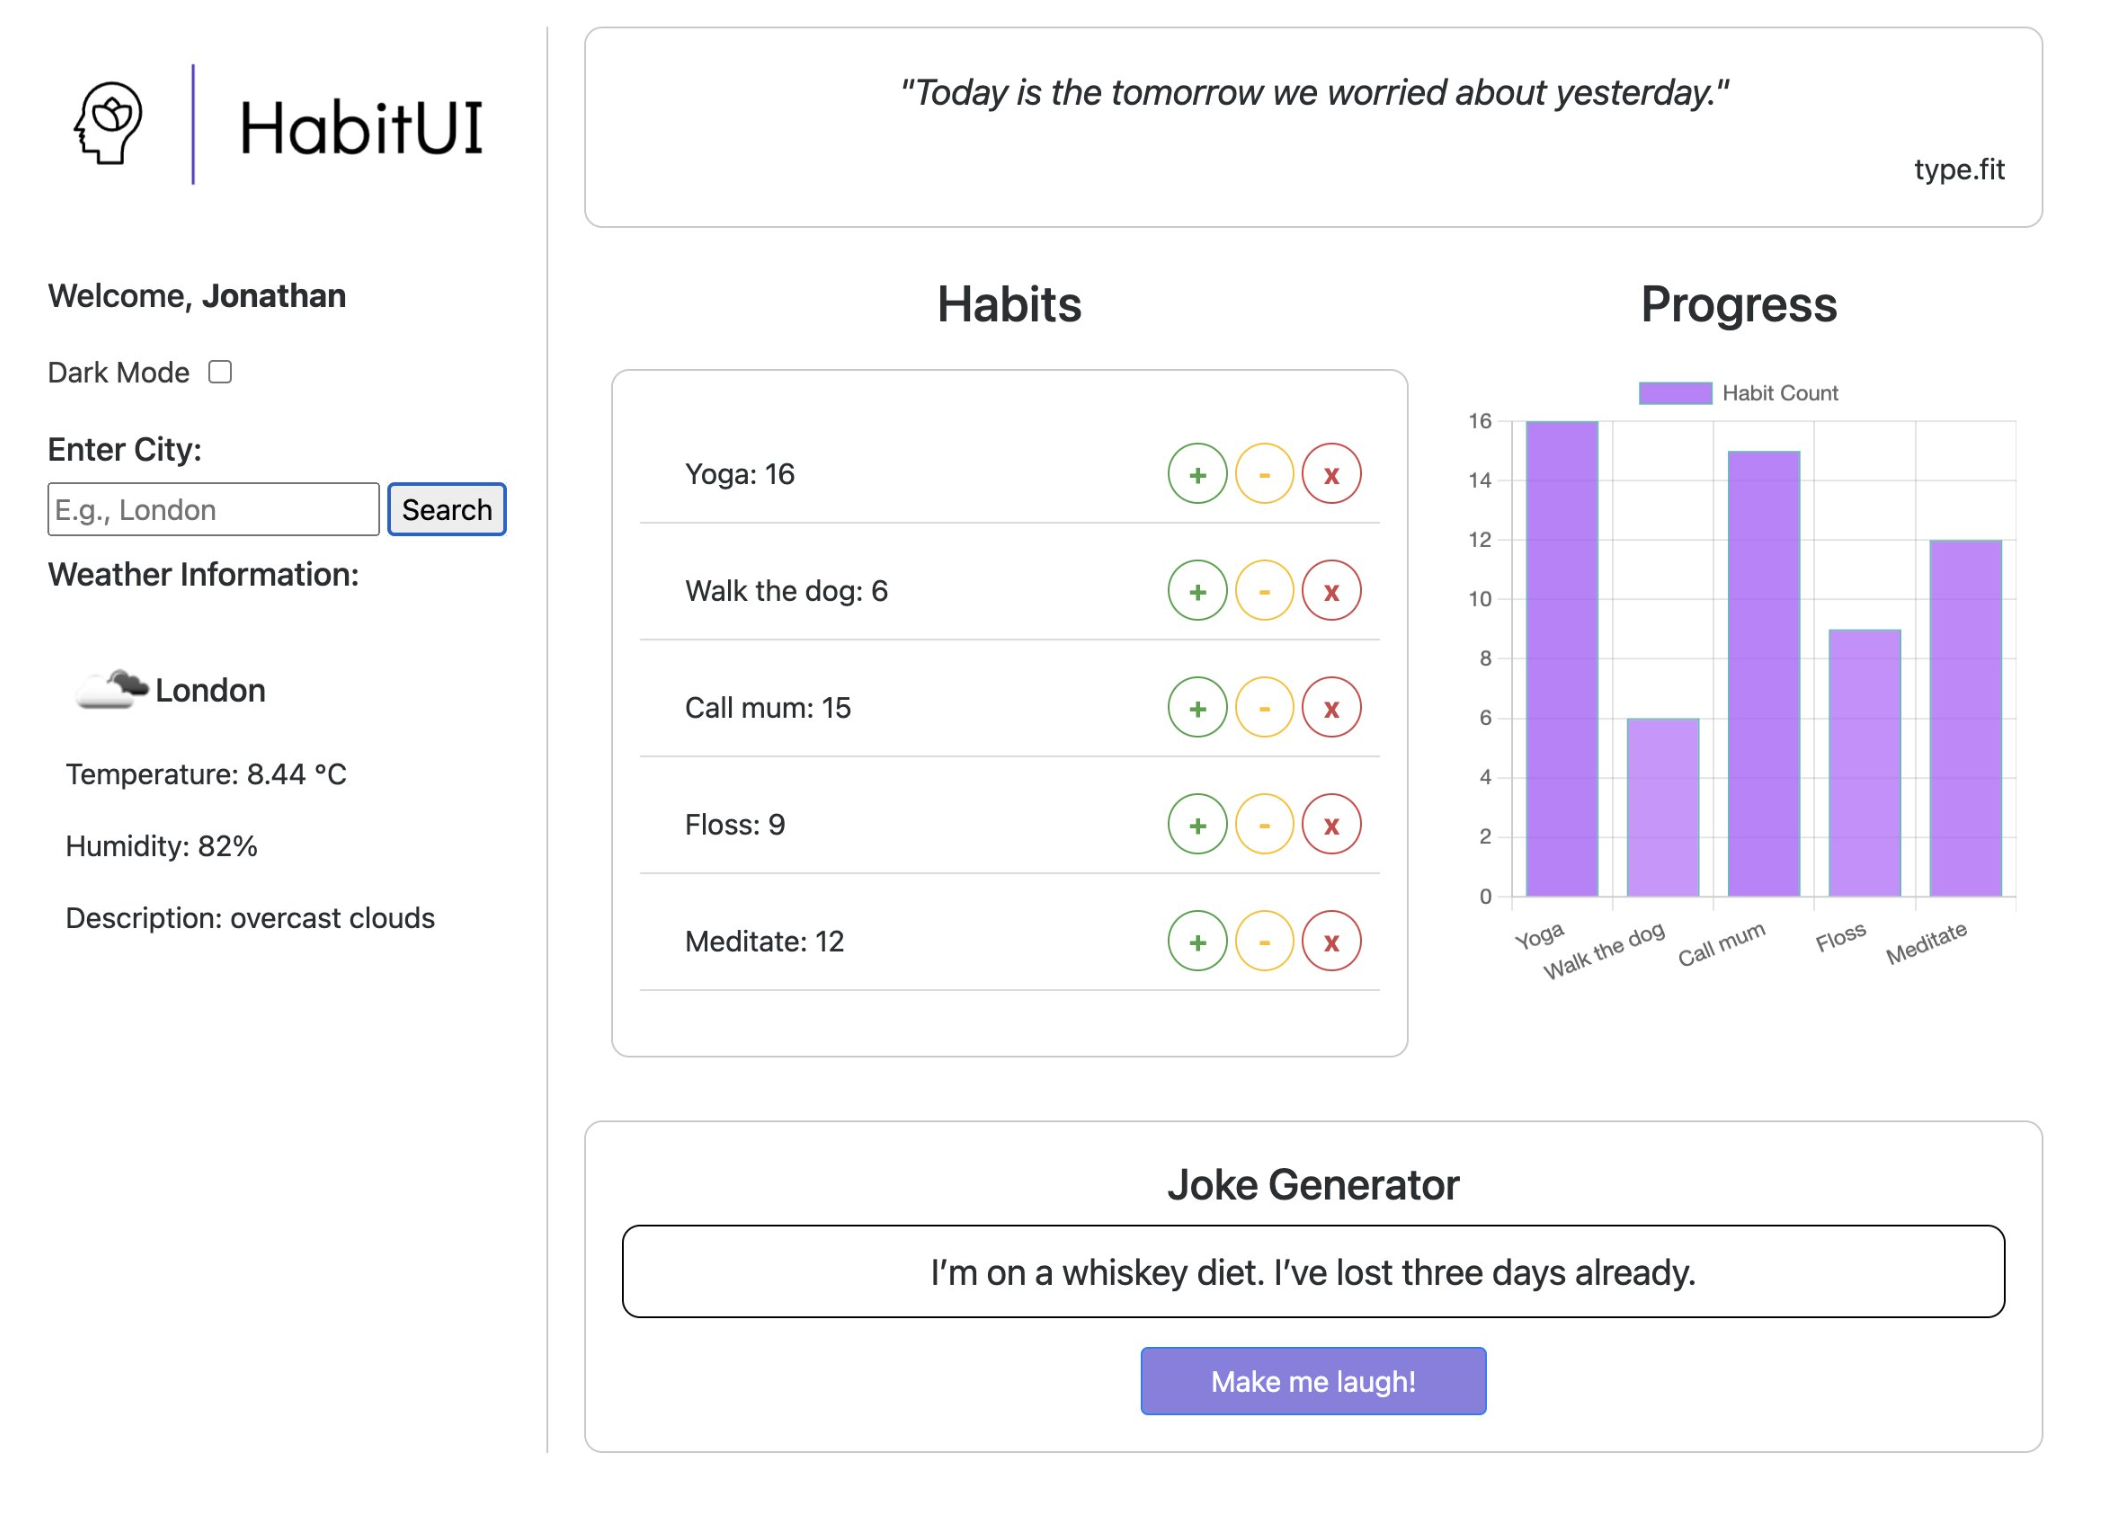 HabitUI
Welcome, Jonathan
Dark Mode
Enter City:
E.g., London
Search
Weather Information:
London
Temperature: 8.44 °C
Humidity: 82%
Description: overcast clouds
"Today is the tomorrow we worried about yesterday."
type.fit
Habits
Yoga: 16 + - x
Walk the dog: 6 + - x
Call mum: 15 + - x
Floss: 9 + - x
Meditate: 12 + - x
Progress
Habit Count
16
14
12
10
8
6
4
2
0
Yoga
Walk the dog
Call mum
Floss
Meditate
Joke Generator
I’m on a whiskey diet. I’ve lost three days already.
Make me laugh!